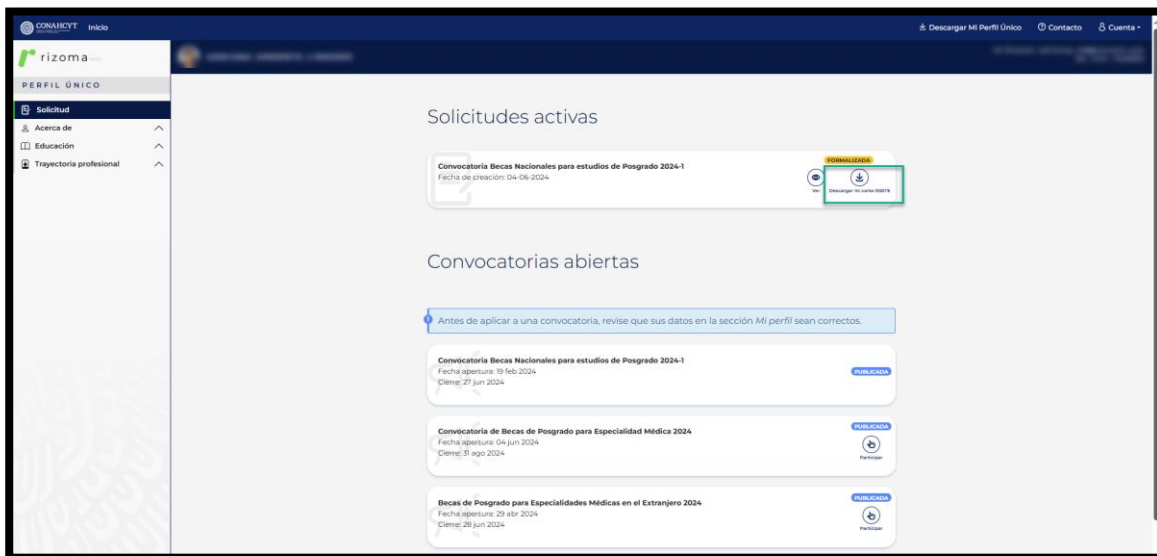 CONAHCYT Inicio
Descargar Mi Perfil Único Contacto Cuenta
rizoma
PERFIL ÚNICO
Solicitud
Acerca de
Educación
Trayectoria profesional
Solicitudes activas
FORMALIZADA
Convocatoria Becas Nacionales para estudios de Posgrado 2024-1
Fecha de creación: 04-06-2024
Ver
Descargar mi carta
Convocatorias abiertas
Antes de aplicar a una convocatoria, revise que sus datos en la sección Mi perfil sean correctos.
Convocatoria Becas Nacionales para estudios de Posgrado 2024-1
Fecha apertura: 19 feb 2024
PUBLICADA
Cierre: 27 jun 2024
PUBLICADA
Convocatoria de Becas de Posgrado para Especialidad Médica 2024
Fecha apertura: 04 jun 2024
Cierre: 31 ago 2024
Participar
PUBLICADA
Becas de Posgrado para Especialidades Médicas en el Extranjero 2024
Fecha apertura: 29 abr 2024
Cierre: 28 jun 2024
Participar